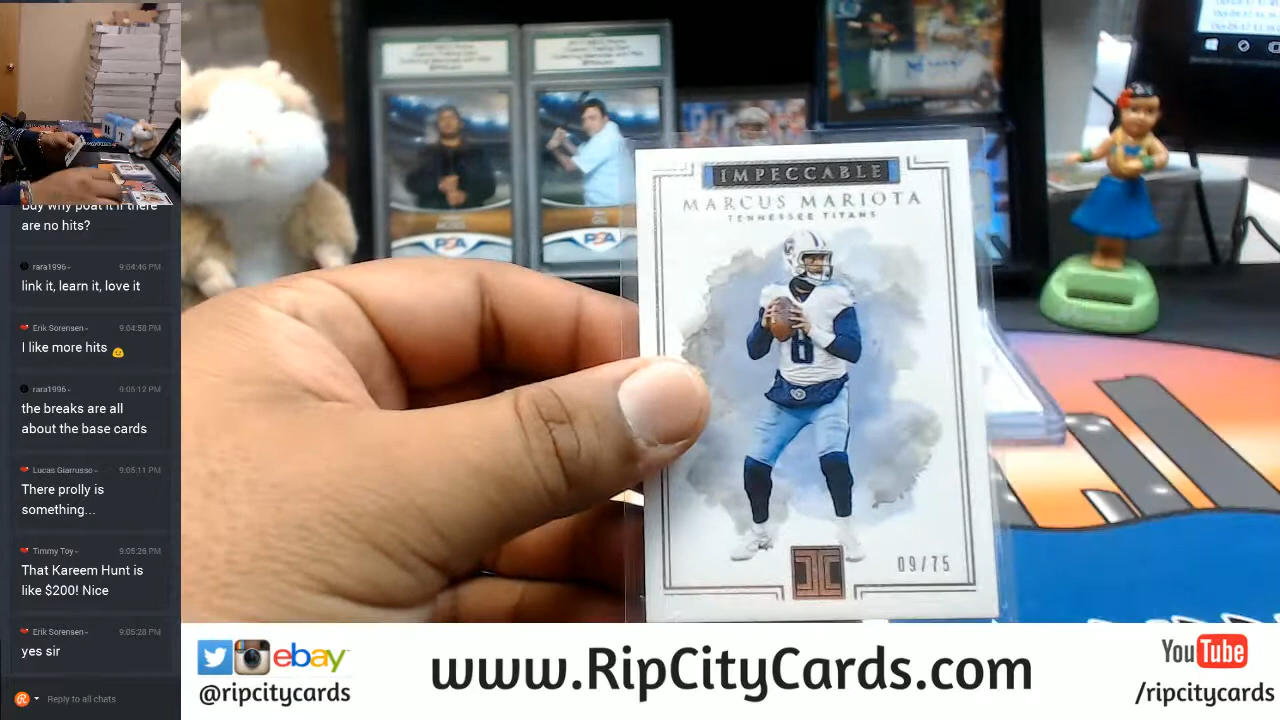 buy why poat it if there
are no hits?
rara1996-
9:04:46 PM
link it, learn it, love it
Erik Sorensen-
9:04:58 PM
I like more hits
rara1996-
9:05:12 PM
the breaks are all
about the base cards
Lucas Giarrusso-
9:05:11 PM
There prolly is
something...
Timmy Toy-
9:05:26 PM
That Kareem Hunt is
like $200! Nice
Erik Sorensen-
9:05:28 PM
yes sir
Reply to all chats
PSA
PSA
IMPECCABLE
MARCUS MARIOTA
TENNESSEE TITANS
8
09/75
ebay
@ripcitycards
www.RipCityCards.com
YouTube
/ripcitycards